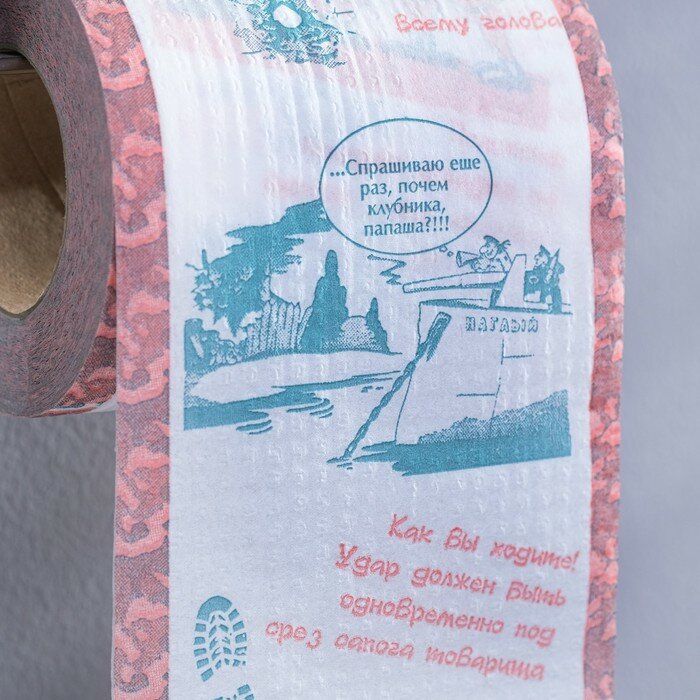 всему голова
...Спрашиваю еше
раз, почем
клубника,
папаша?!!!
НАГЛЫЙ
Как вы ходите!
Удар должен быть
одновременно под
срез сапога товарища